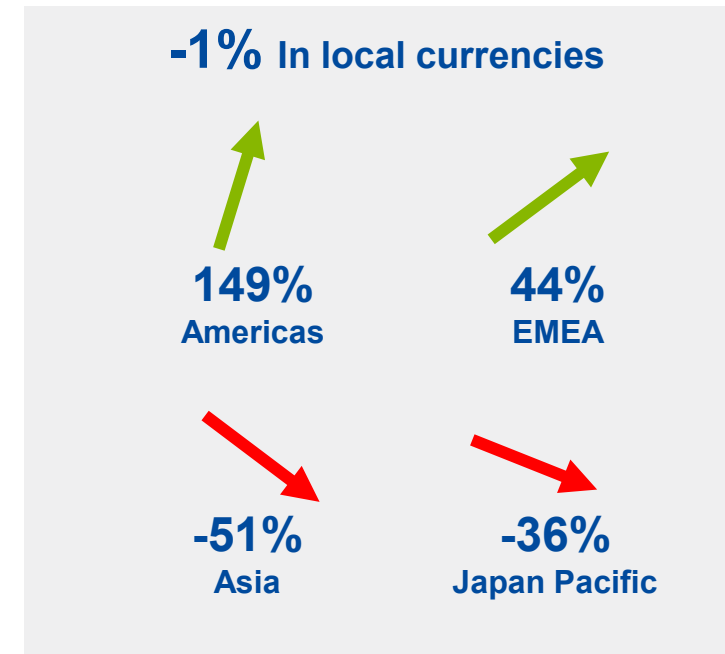 -1% In local currencies
149%
Americas
44%
EMEA
-51%
Asia
-36%
Japan Pacific